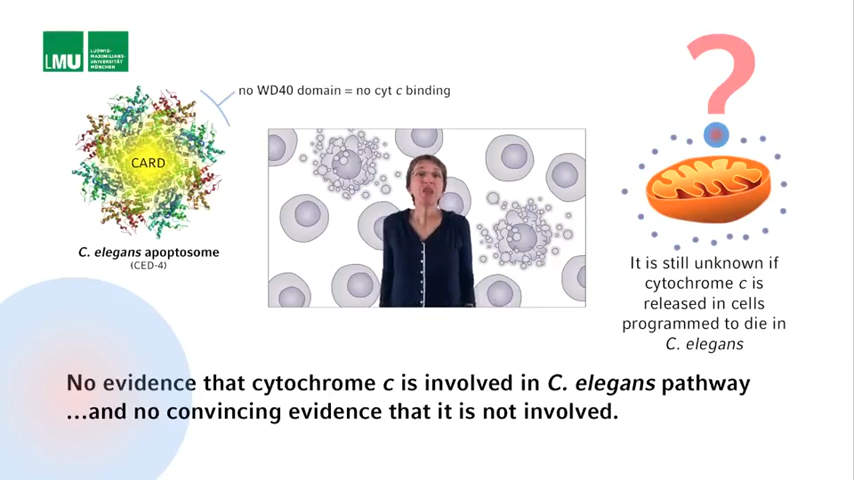 LMU
LUDWIG-
MAXIMILIANS-
UNIVERSITÄT
MÜNCHEN
no WD40 domain = no cyt c binding
CARD
C. elegans apoptosome
(CED-4)
?
It is still unknown if
cytochrome c is
released in cells
programmed to die in
C. elegans
No evidence that cytochrome c is involved in C. elegans pathway
...and no convincing evidence that it is not involved.